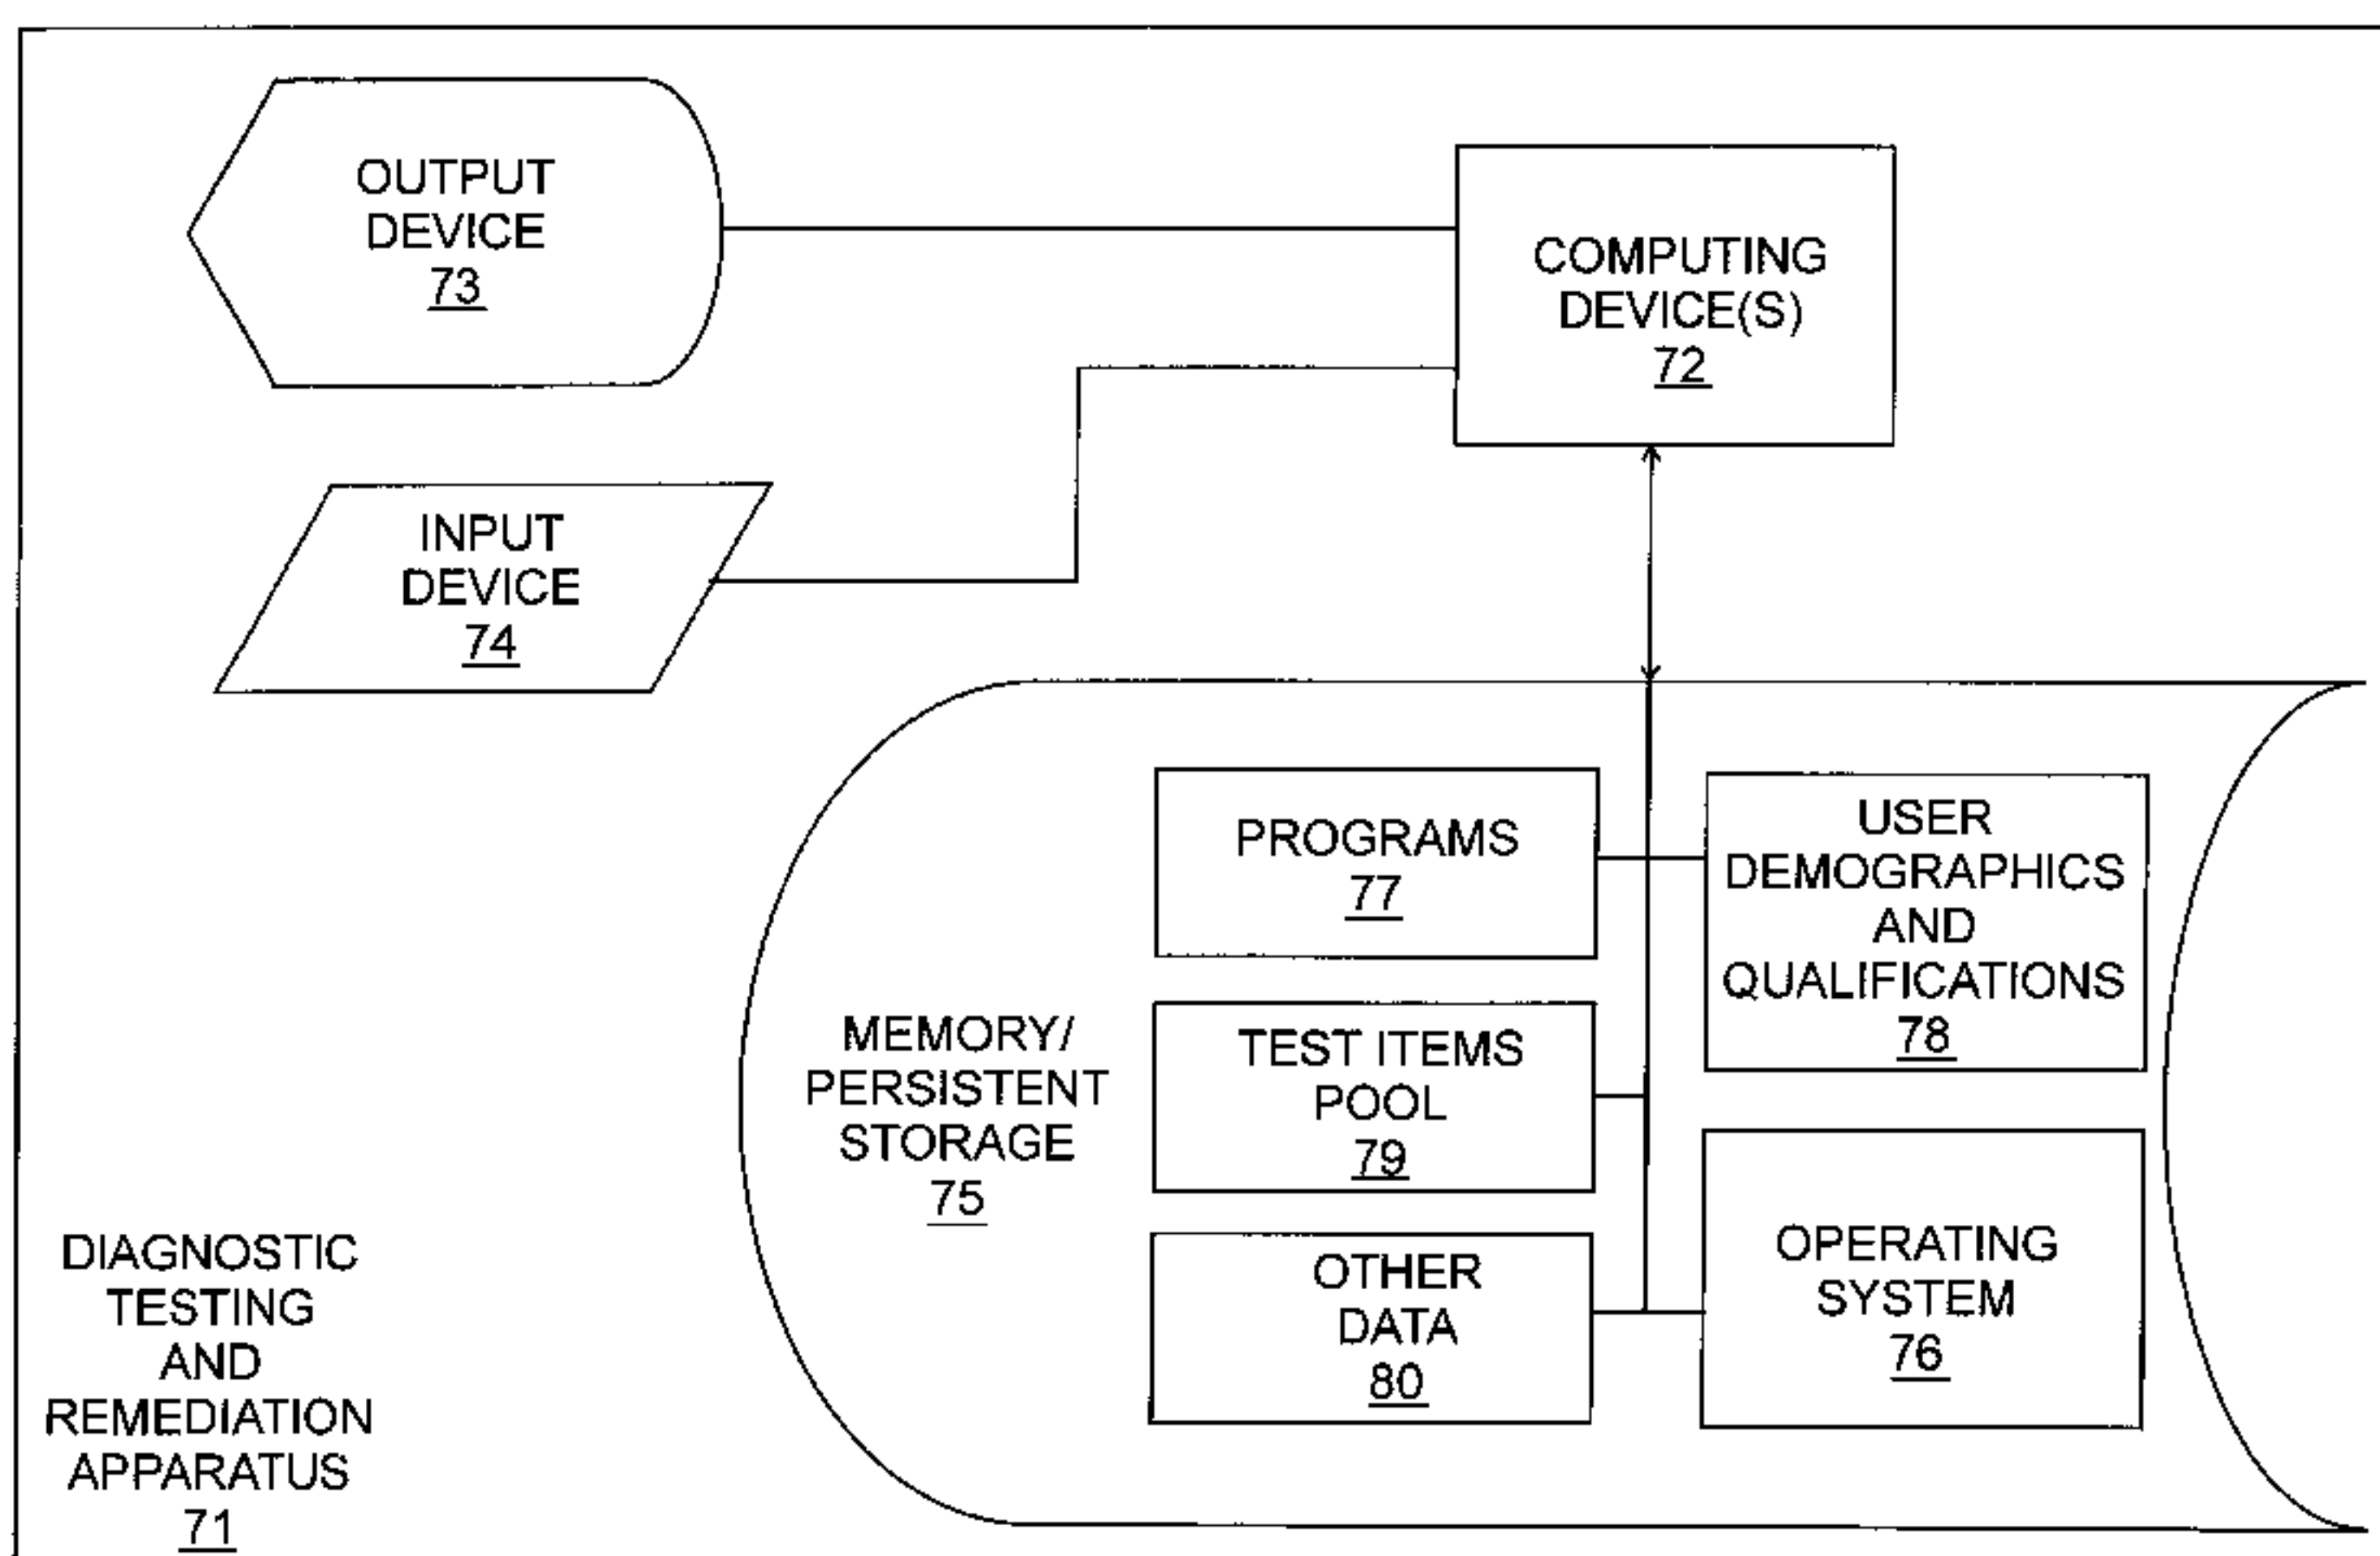 OUTPUT
DEVICE
73
COMPUTING
DEVICE(S)
72
INPUT
DEVICE
74
PROGRAMS
77
USER
DEMOGRAPHICS
AND
QUALIFICATIONS
78
MEMORY/
PERSISTENT
STORAGE
75
TEST ITEMS
POOL
79
OTHER
DATA
80
OPERATING
SYSTEM
76
DIAGNOSTIC
TESTING
AND
REMEDIATION
APPARATUS
71